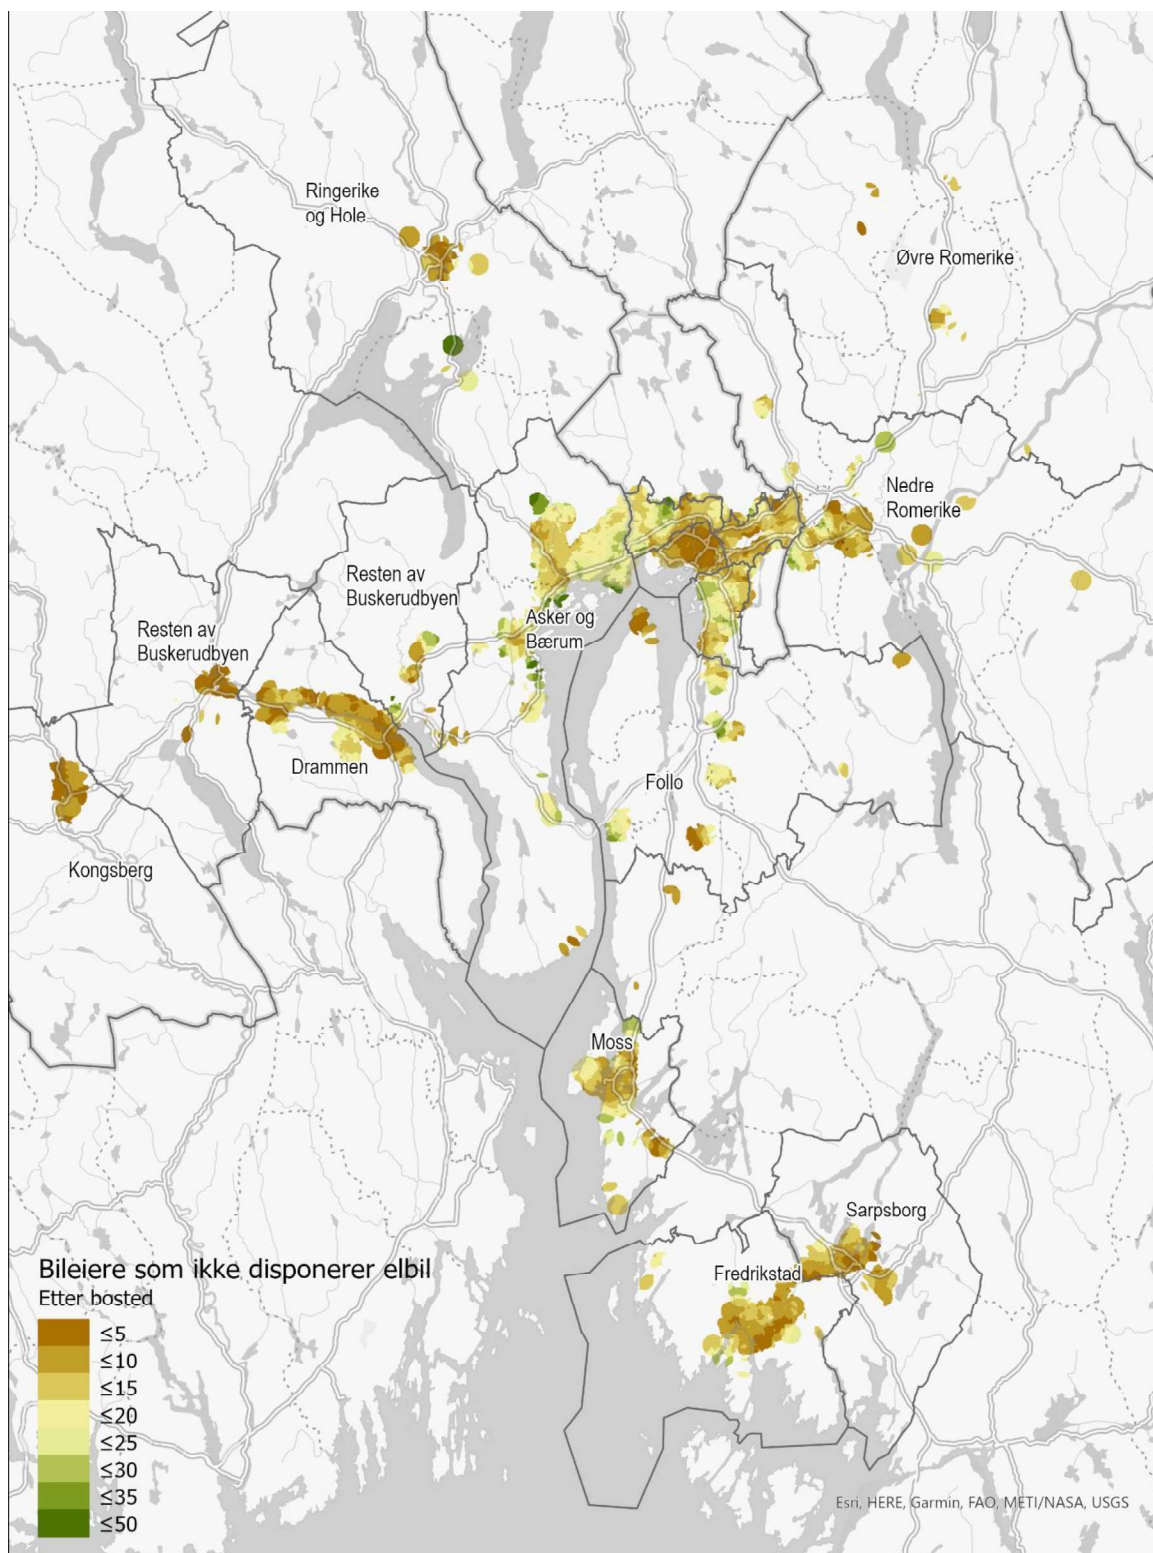 Ringerike
og Hole
Øvre Romerike
Nedre
Romerike
Resten av
Buskerudbyen
Asker og
Bærum
Resten av
Buskerudbyen
Drammen
Follo
Kongsberg
Moss
Sarpsborg
Fredrikstad
Bileiere som ikke disponerer elbil
Etter bosted
≤5
≤10
≤15
≤20
≤25
≤30
≤35
≤50
Esri, HERE, Garmin, FAO, METI/NASA, USGS